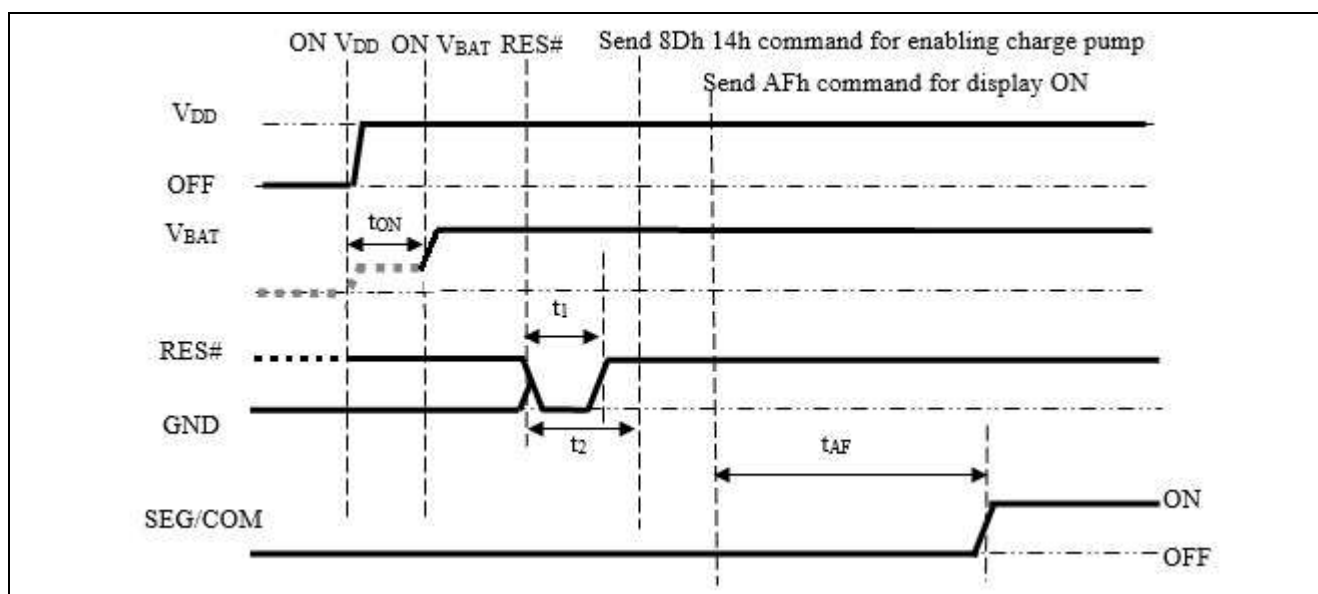 ON VDD ON VBAT RES# Send 8Dh 14h command for enabling charge pump
Send AFh command for display ON
VDD
OFF
tON
VBAT
t1
RES#
GND
t2
tAF
ON
SEG/COM
OFF